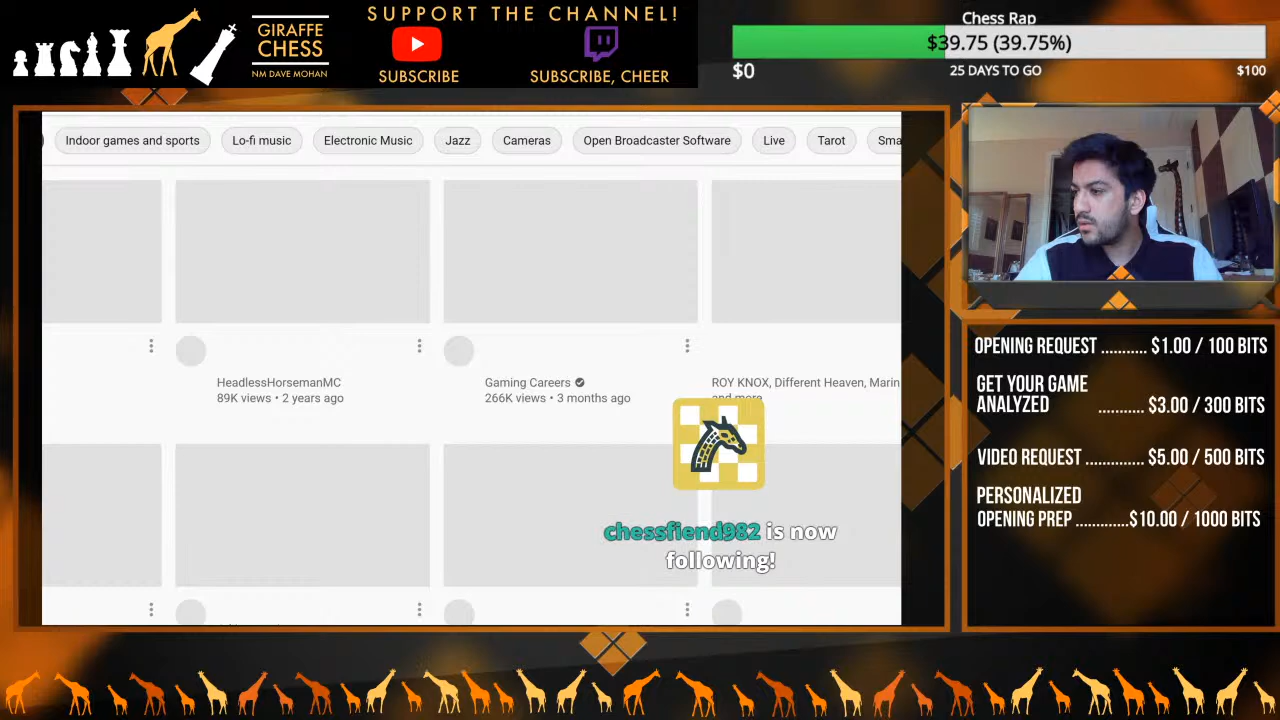 GIRAFFE
CHESS
NM DAVE MOHAN
SUPPORT THE CHANNEL!
SUBSCRIBE
SUBSCRIBE, CHEER
Chess Rap
$39.75 (39.75%)
$0
25 DAYS TO GO
$100
Indoor games and sports
Lo-fi music
Electronic Music
Jazz
Cameras
Open Broadcaster Software
Live
Tarot
Sma
HeadlessHorsemanMC
89K views • 2 years ago
Gaming Careers
266K views • 3 months ago
ROY KNOX, Different Heaven, Marin
and more
chessfiend982 is now
following!
OPENING REQUEST ........... $1.00 / 100 BITS
GET YOUR GAME
ANALYZED ........... $3.00 / 300 BITS
VIDEO REQUEST ............. $5.00 / 500 BITS
PERSONALIZED
OPENING PREP ............$10.00 / 1000 BITS